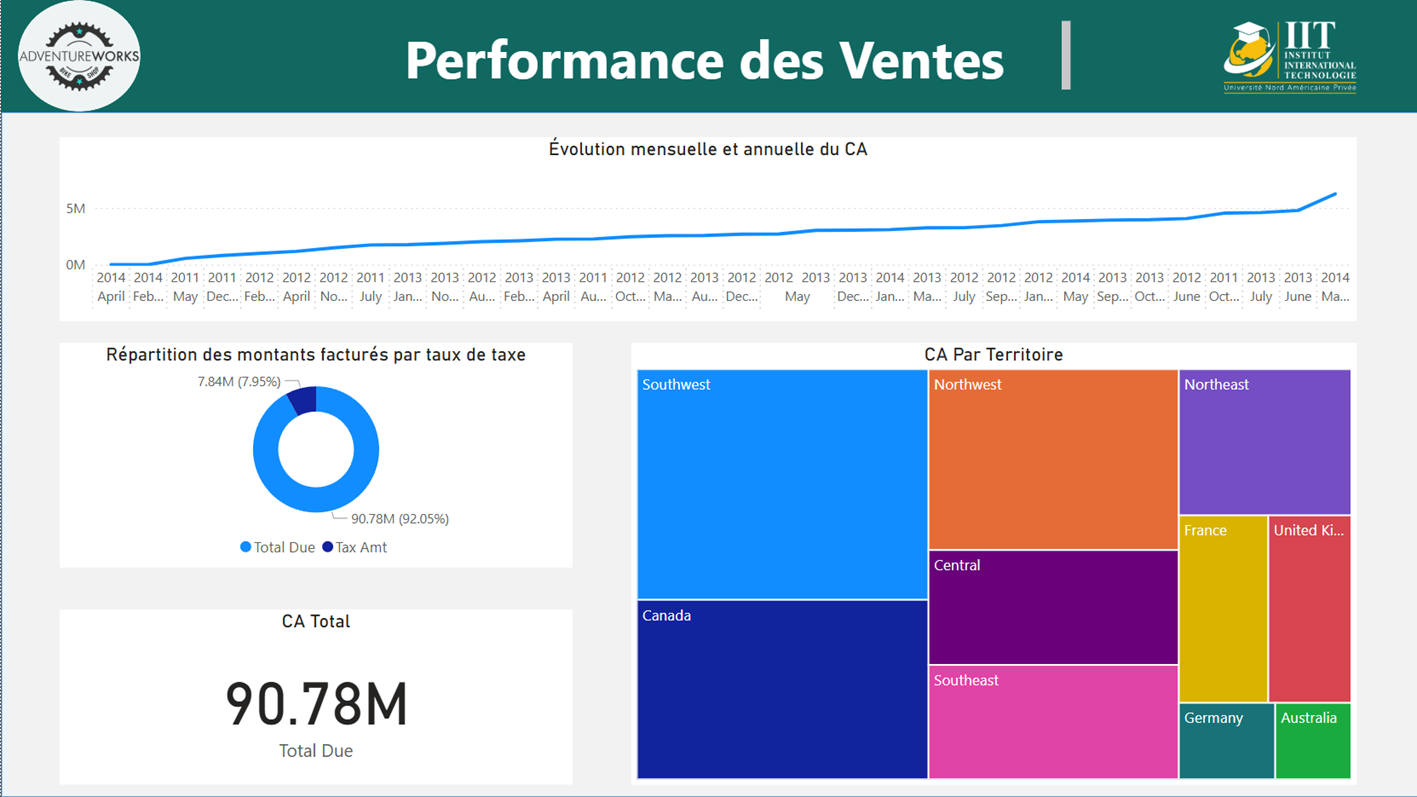 ADVENTUREWORKS
BIKE SHOP
Performance des Ventes
IIT
INSTITUT
INTERNATIONAL
TECHNOLOGIE
Université Nord Américaine Privée
Évolution mensuelle et annuelle du CA
5M
0M
2014 2014 2011 2011 2012 2012 2012 2011 2013 2013 2012 2013 2013 2011 2012 2012 2013 2012 2012 2013 2013 2014 2013 2012 2012 2012 2014 2013 2013 2012 2011 2013 2013 2014
April Feb... May Dec... Feb... April No... July Jan... No... Au... Feb... April Au... Oct... Ma... Au... Dec... May Dec... Jan... Ma... July Sep... Jan... May Sep... Oct... June Oct... July June Ma...
Répartition des montants facturés par taux de taxe
7.84M (7.95%)
90.78M (92.05%)
Total Due Tax Amt
CA Total
90.78M
Total Due
CA Par Territoire
Southwest
Northwest
Northeast
France
United Ki...
Central
Canada
Southeast
Germany
Australia